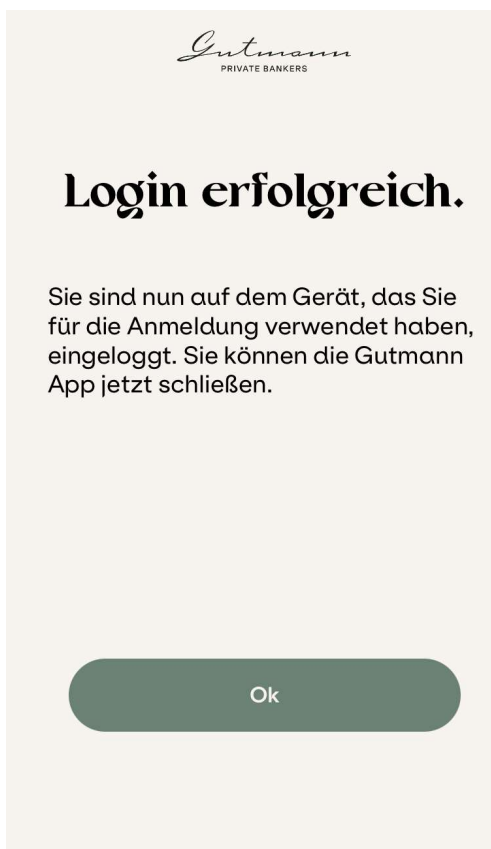 Gutmann
PRIVATE BANKERS
Login erfolgreich.
Sie sind nun auf dem Gerät, das Sie
für die Anmeldung verwendet haben,
eingeloggt. Sie können die Gutmann
App jetzt schließen.
Ok